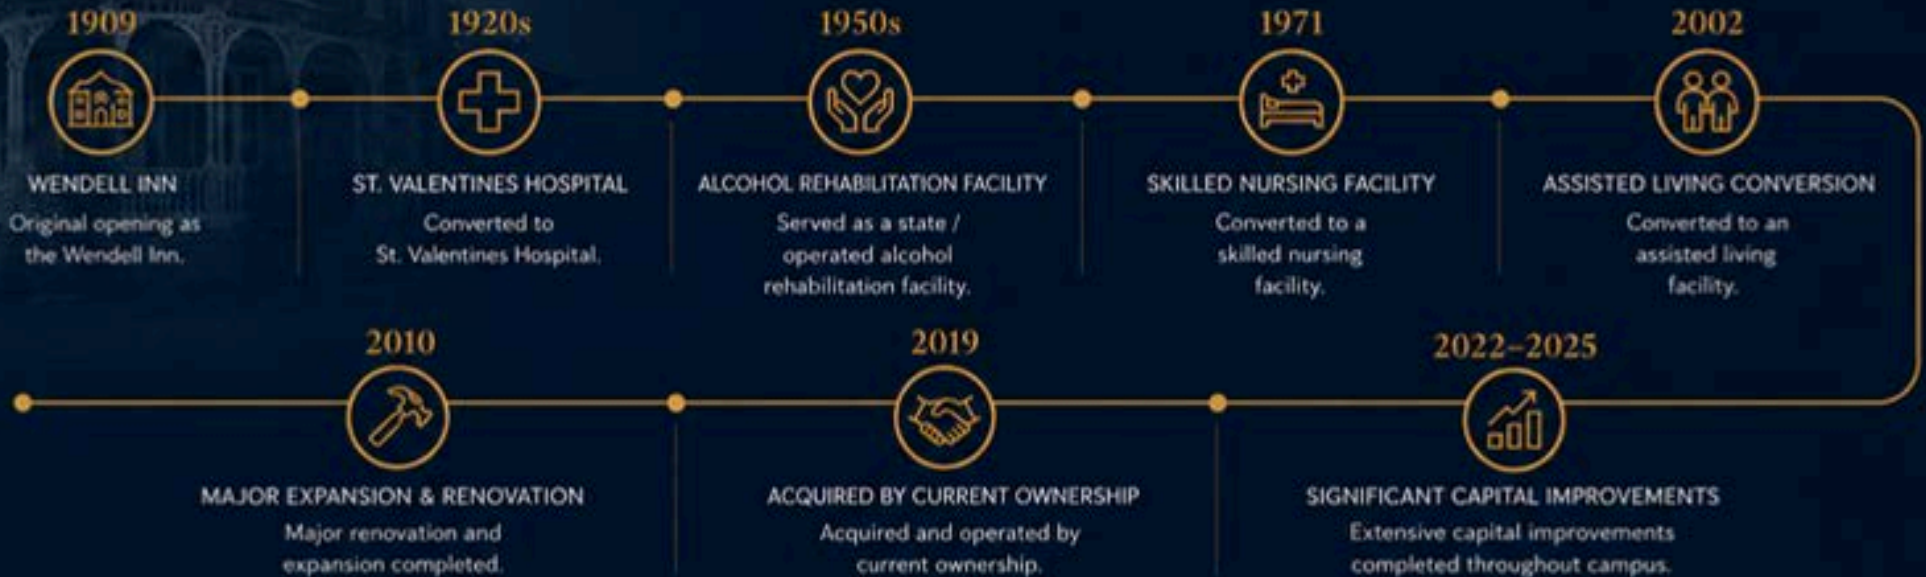 1909
WENDELL INN
Original opening as
the Wendell Inn.
1920s
ST. VALENTINES HOSPITAL
Converted to
St. Valentines Hospital.
1950s
ALCOHOL REHABILITATION FACILITY
Served as a state /
operated alcohol
rehabilitation facility.
1971
SKILLED NURSING FACILITY
Converted to a
skilled nursing
facility.
2002
ASSISTED LIVING CONVERSION
Converted to an
assisted living
facility.
2010
MAJOR EXPANSION & RENOVATION
Major renovation and
expansion completed.
2019
ACQUIRED BY CURRENT OWNERSHIP
Acquired and operated by
current ownership.
2022–2025
SIGNIFICANT CAPITAL IMPROVEMENTS
Extensive capital improvements
completed throughout campus.